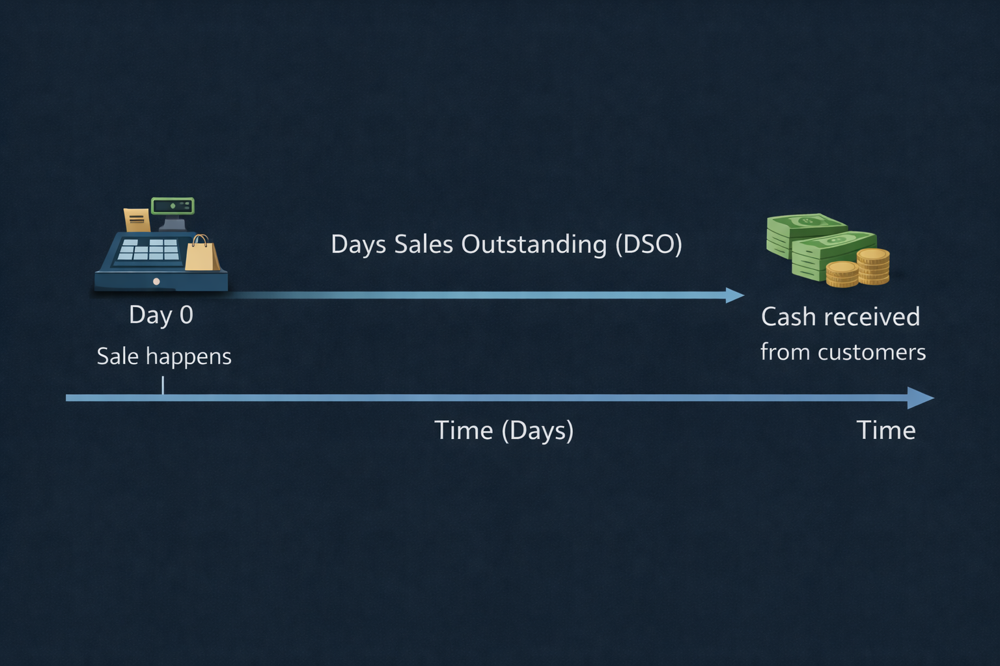 Days Sales Outstanding (DSO)
Day 0
Sale happens
Cash received
from customers
Time (Days)
Time